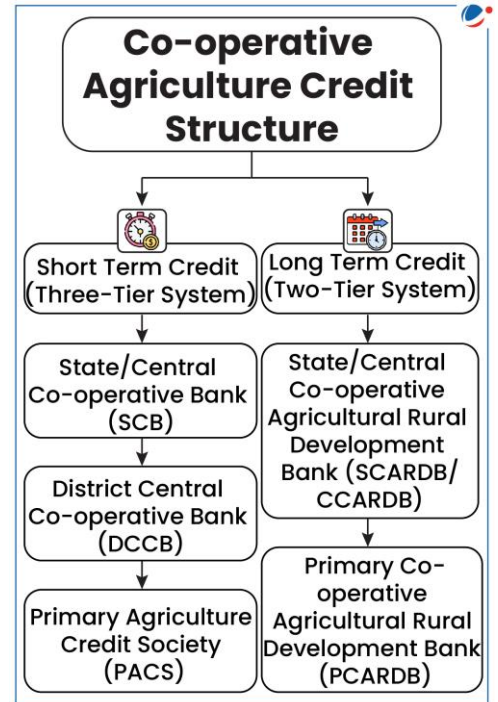 Co-operative
Agriculture Credit
Structure
Short Term Credit
(Three-Tier System)
State/Central
Co-operative Bank
(SCB)
District Central
Co-operative Bank
(DCCB)
Primary Agriculture
Credit Society
(PACS)
Long Term Credit
(Two-Tier System)
State/Central
Co-operative
Agricultural Rural
Development
Bank (SCARDB/
CCARDB)
Primary Co-
operative
Agricultural Rural
Development Bank
(PCARDB)